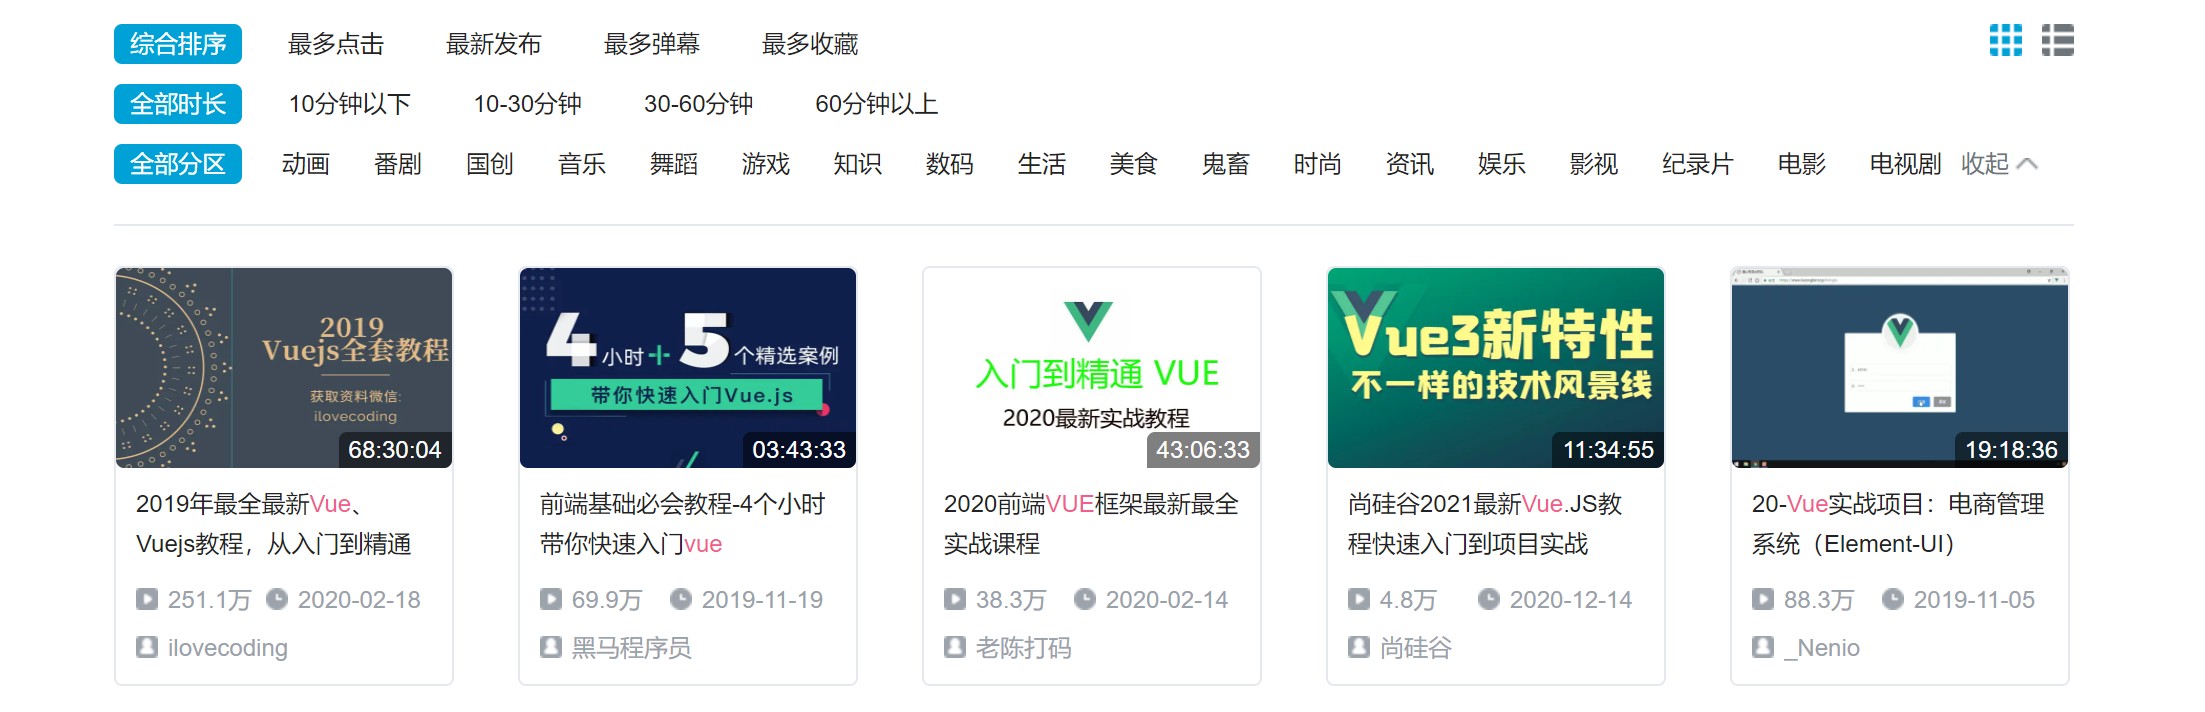 综合排序 最多点击 最新发布 最多弹幕 最多收藏
全部时长 10分钟以下 10-30分钟 30-60分钟 60分钟以上
全部分区 动画 番剧 国创 音乐 舞蹈 游戏 知识 数码 生活 美食 鬼畜 时尚 资讯 娱乐 影视 纪录片 电影 电视剧 收起
2019
Vuejs全套教程
获取资料微信:
ilovecoding
68:30:04
2019年最全最新Vue、
Vuejs教程，从入门到精通
251.1万 2020-02-18
ilovecoding
4小时+5个精选案例
带你快速入门Vue.js
03:43:33
前端基础必会教程-4个小时
带你快速入门vue
69.9万 2019-11-19
黑马程序员
入门到精通 VUE
2020最新实战教程
43:06:33
2020前端VUE框架最新最全
实战课程
38.3万 2020-02-14
老陈打码
Vue3新特性
不一样的技术风景线
11:34:55
尚硅谷2021最新Vue.JS教
程快速入门到项目实战
4.8万 2020-12-14
尚硅谷
19:18:36
20-Vue实战项目：电商管理
系统（Element-UI）
88.3万 2019-11-05
_Nenio